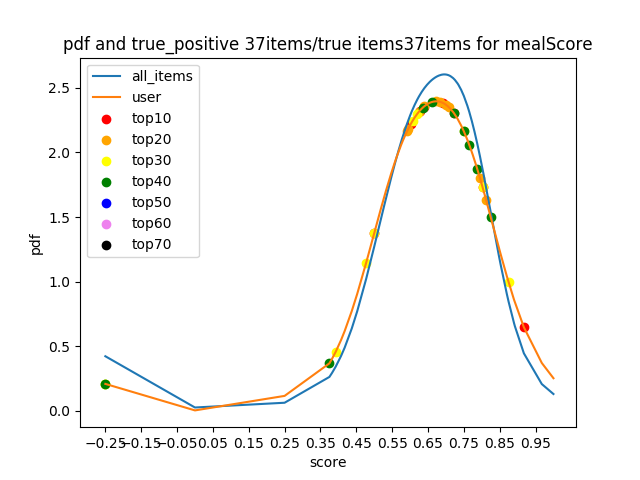 pdf and true_positive 37items/true items37items for mealScore
all_items
user
top10
top20
top30
top40
top50
top60
top70
2.5
2.0
1.5
1.0
0.5
0.0
pdf
−0.25 −0.15 −0.05 0.05 0.15 0.25 0.35 0.45 0.55 0.65 0.75 0.85 0.95
score